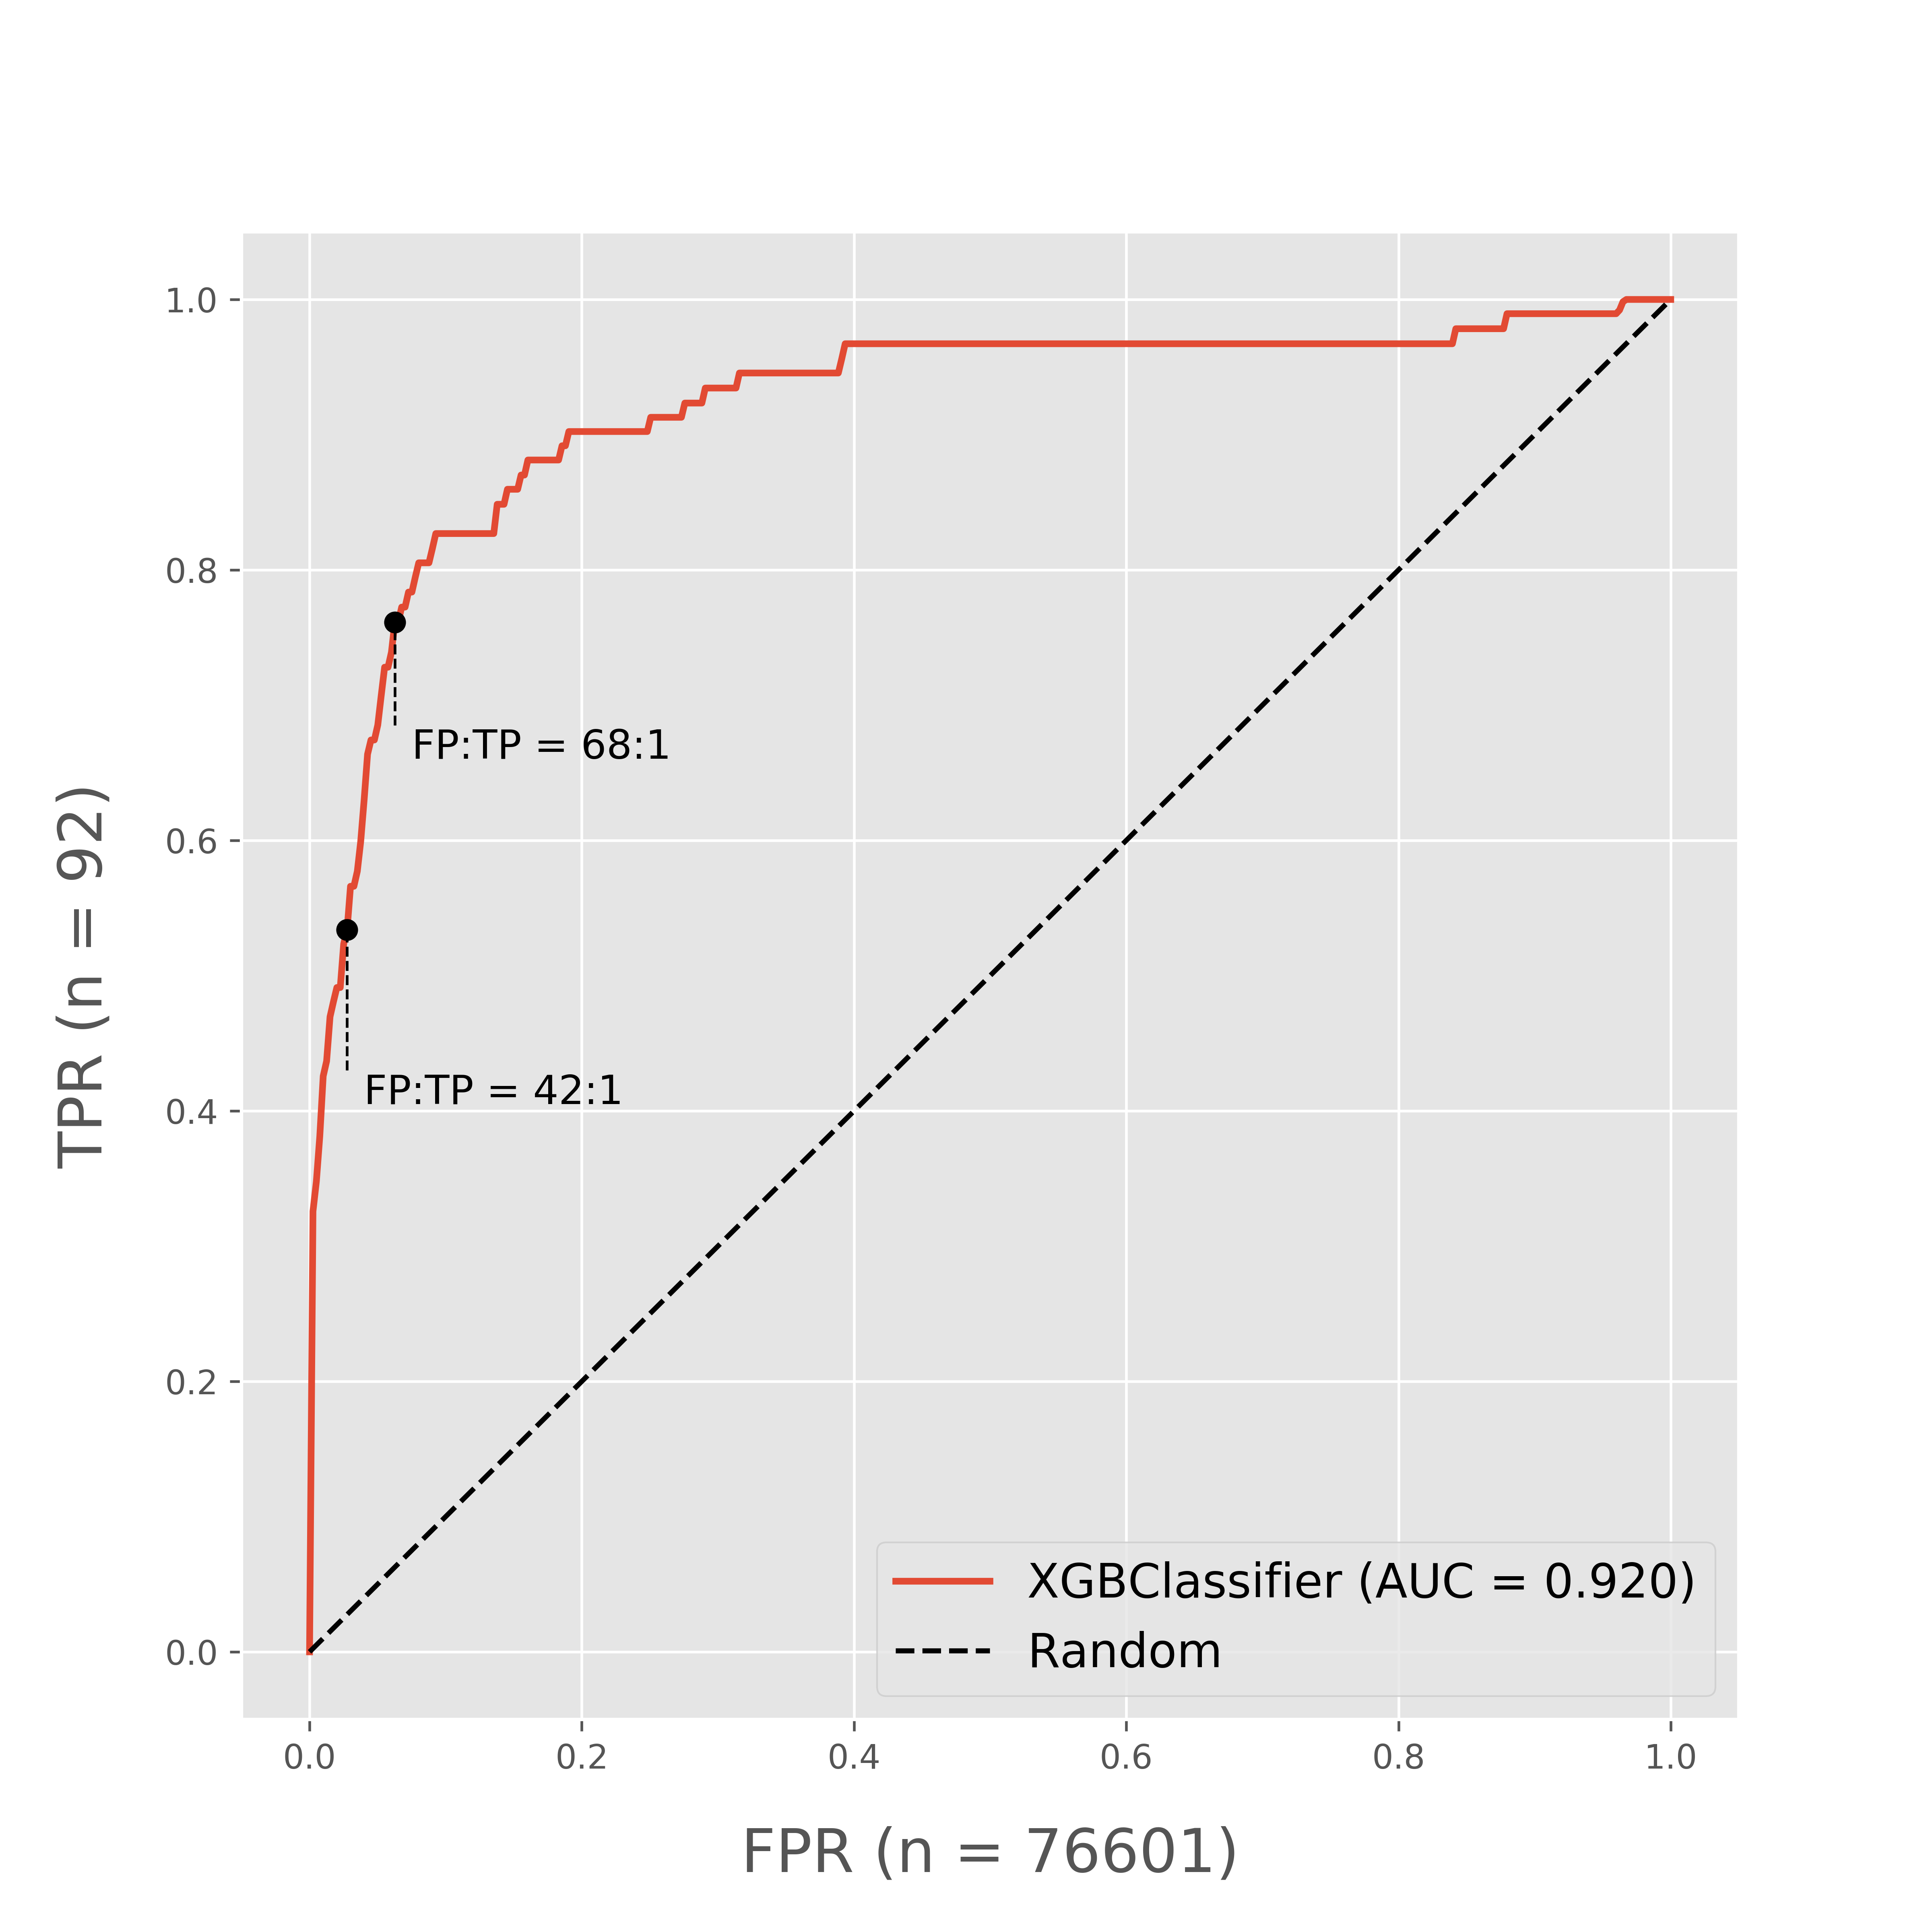 1.0
0.8
0.6
0.4
0.2
0.0
TPR (n = 92)
FP:TP = 68:1
FP:TP = 42:1
XGBClassifier (AUC = 0.920)
Random
0.0 0.2 0.4 0.6 0.8 1.0
FPR (n = 76601)